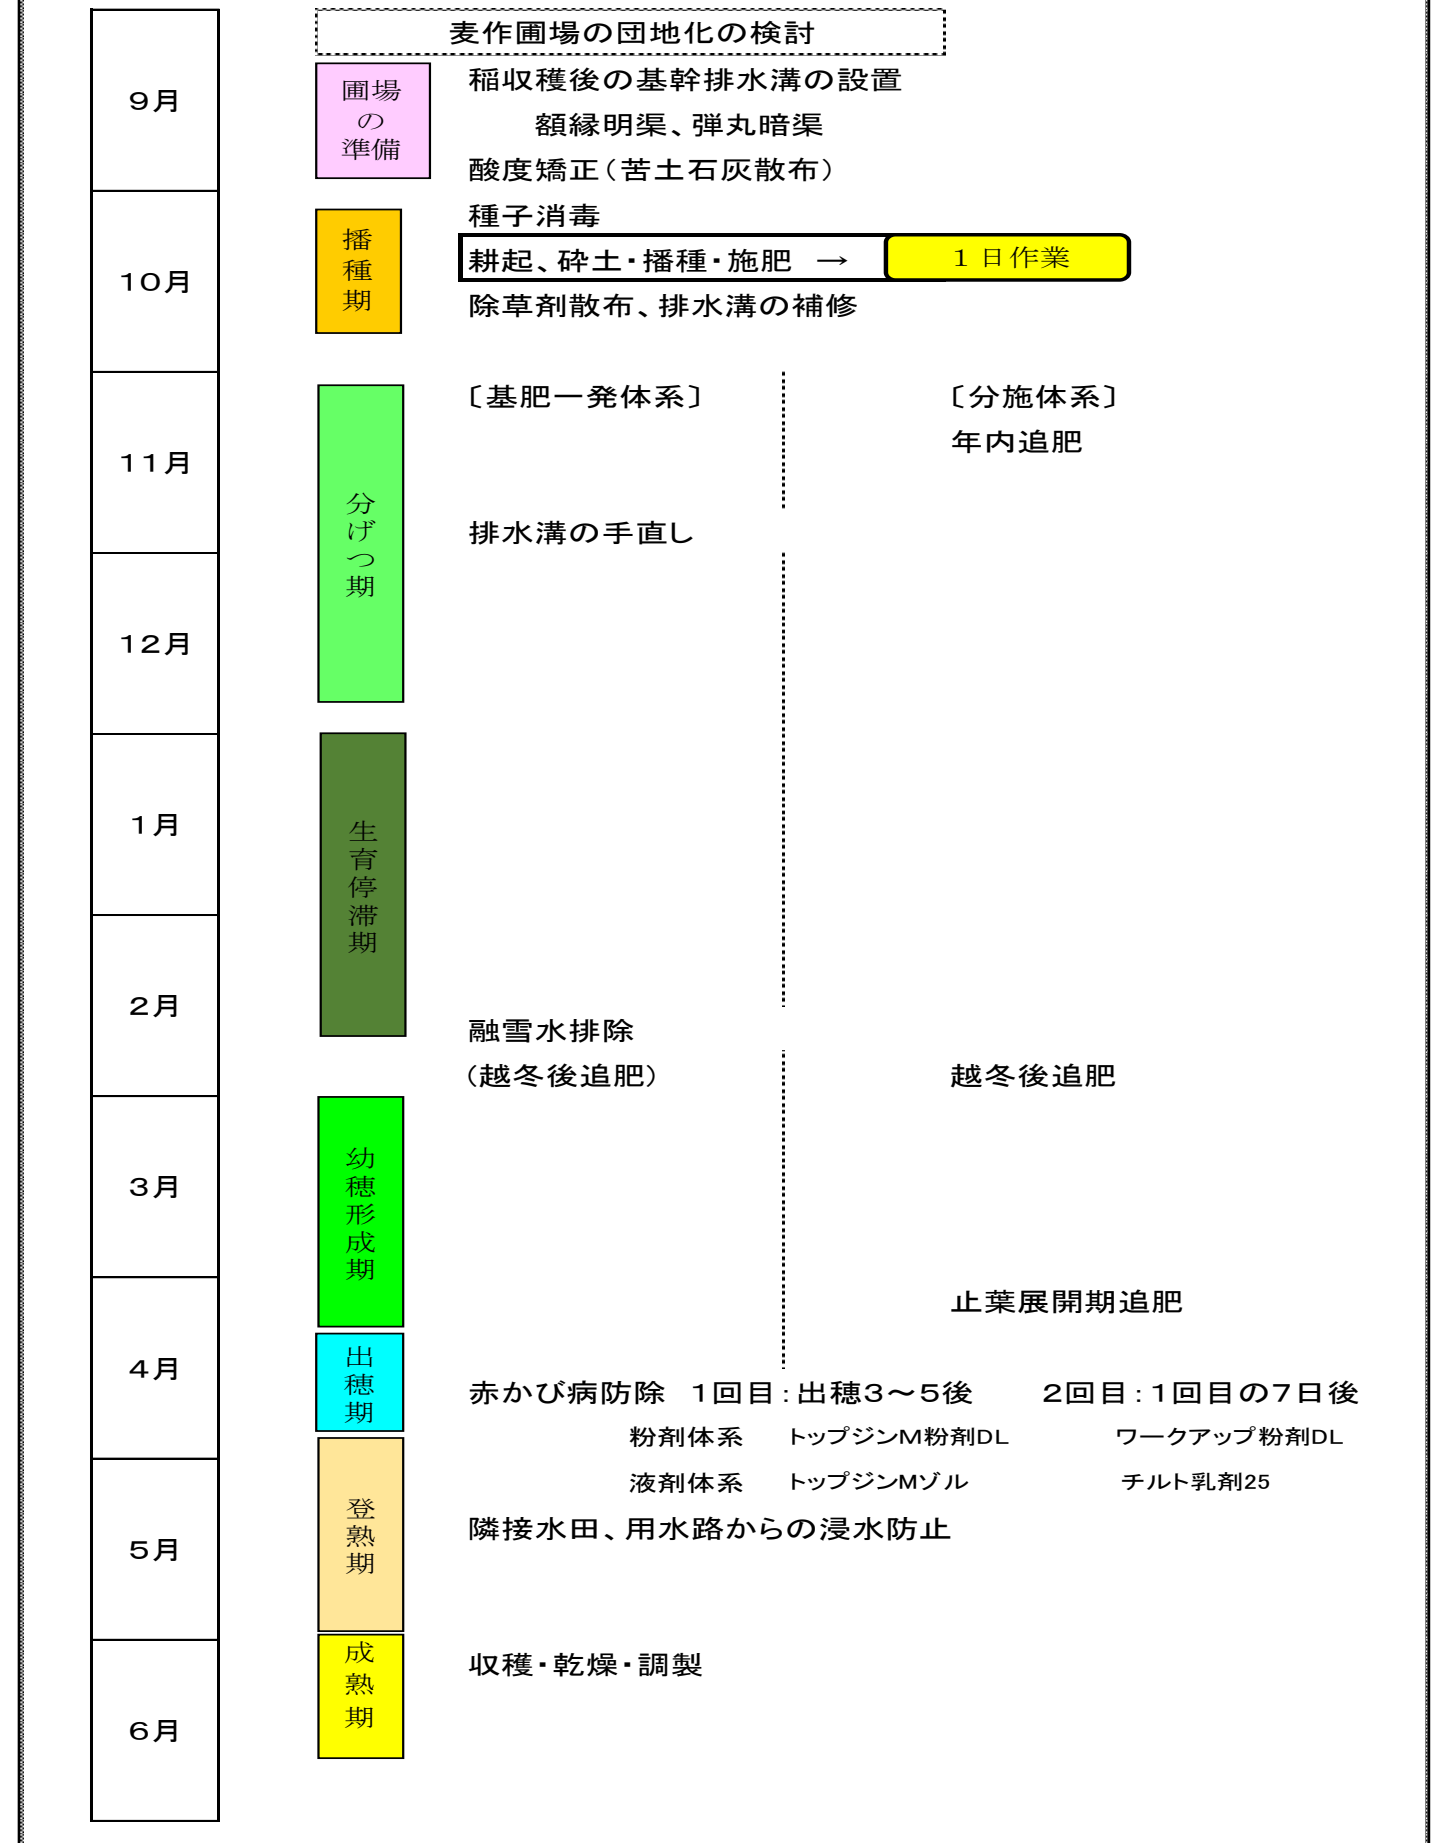 麦作圃場の団地化の検討
9月
圃場
の
準備
稲収穫後の基幹排水溝の設置
額縁明渠、弾丸暗渠
酸度矯正(苦土石灰散布)
10月
播種期
種子消毒
耕起、砕土・播種・施肥 → 1日作業
除草剤散布、排水溝の補修
11月
分げつ期
〔基肥一発体系〕 〔分施体系〕
年内追肥
排水溝の手直し
12月
1月
生育停滞期
2月
融雪水排除
(越冬後追肥) 越冬後追肥
3月
幼穂形成期
止葉展開期追肥
4月
出穂期
赤かび病防除 1回目:出穂3~5後 2回目:1回目の7日後
粉剤体系 トップジンM粉剤DL ワークアップ粉剤DL
液剤体系 トップジンMゾル チルト乳剤25
5月
登熟期
隣接水田、用水路からの浸水防止
成熟期
収穫・乾燥・調製
6月